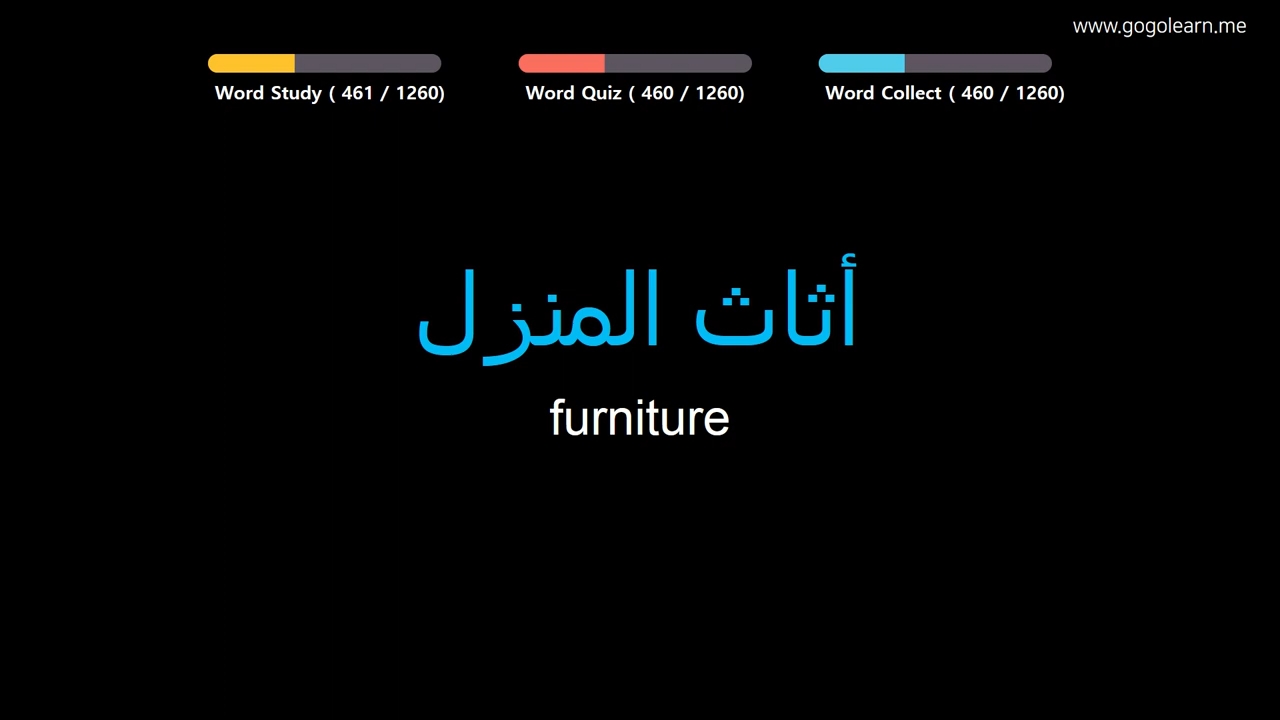 www.gogolearn.me
Word Study ( 461 / 1260)
Word Quiz ( 460 / 1260)
Word Collect ( 460 / 1260)
أثاث المنزل
furniture